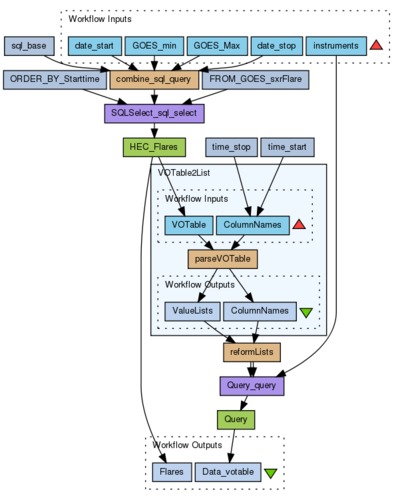 Workflow Inputs
sql_base
date_start
GOES_min
GOES_Max
date_stop
instruments
ORDER_BY_Starttime
combine_sql_query
FROM_GOES_sxrFlare
SQLSelect_sql_select
HEC_Flares
time_stop
time_start
VOTable2List
Workflow Inputs
VOTable
ColumnNames
parseVOTable
Workflow Outputs
ValueLists
ColumnNames
reformLists
Query_query
Query
Workflow Outputs
Flares
Data_votable